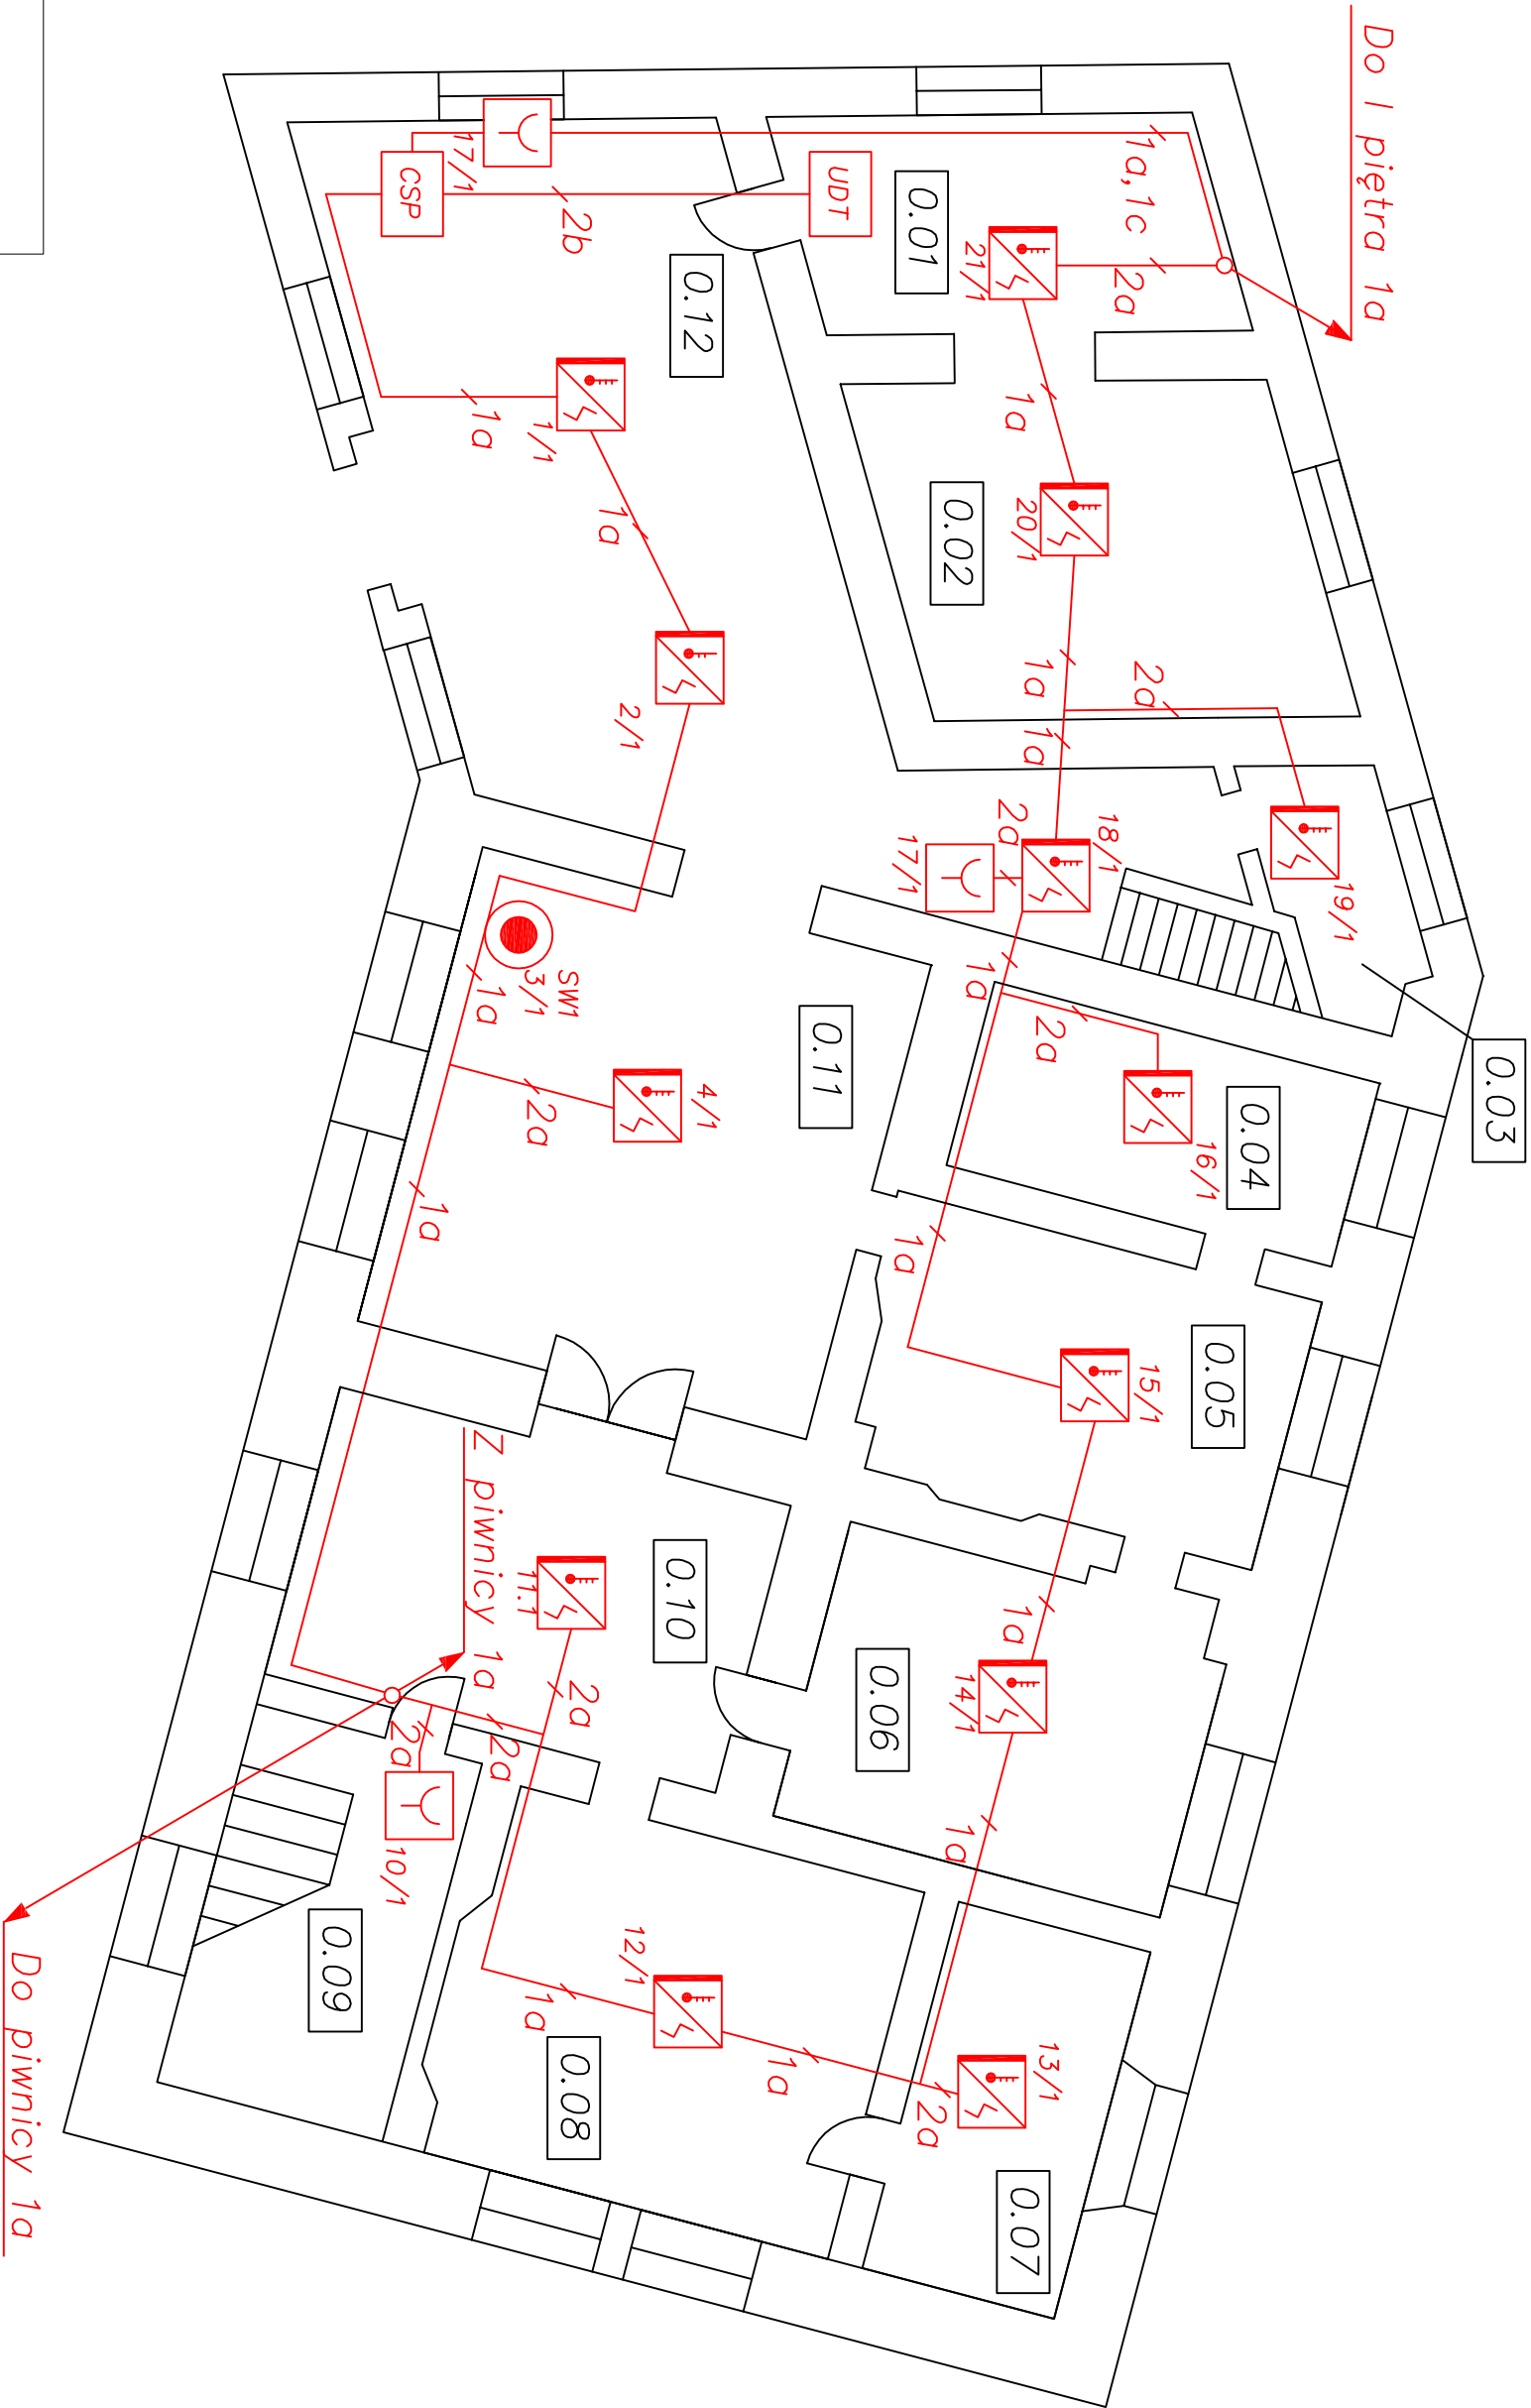 Do I piętra 1a
1a,1c
2a
UDT
0.01
21/1
17/1
CSP
2b
0.12
1a
0.02
20/1
1a
1/1
1a
1a
2a
1a
1a
2/1
2a
18/1
17/1
19/1
0.03
1a
2a
0.04
16/1
0.11
SW1
3/1
1a
4/1
2a
1a
1a
0.05
15/1
Z piwnicy 1a
0.10
11.1
2a
1a
14/1
0.06
2a
2a
10/1
1a
0.09
12/1
1a
1a
13/1
2a
0.08
0.07
Do piwnicy 1a